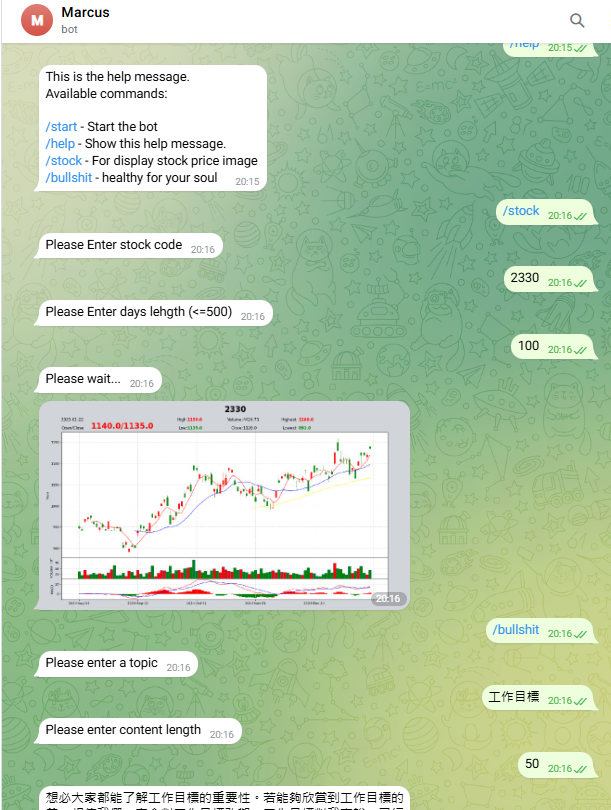 M
Marcus
bot
/help 20:15
This is the help message.
Available commands:
/start - Start the bot
/help - Show this help message.
/stock - For display stock price image
/bullshit - healthy for your soul 20:15
/stock 20:16
Please Enter stock code 20:16
2330 20:16
Please Enter days lehgth (<=500) 20:16
100 20:16
Please wait... 20:16
2330
1140.0/1135.0
Open/Close
20:16
/bullshit 20:16
Please enter a topic 20:16
工作目標 20:16
Please enter content length 20:16
50 20:16
想必大家都能了解工作目標的重要性。若能夠欣賞到工作目標的